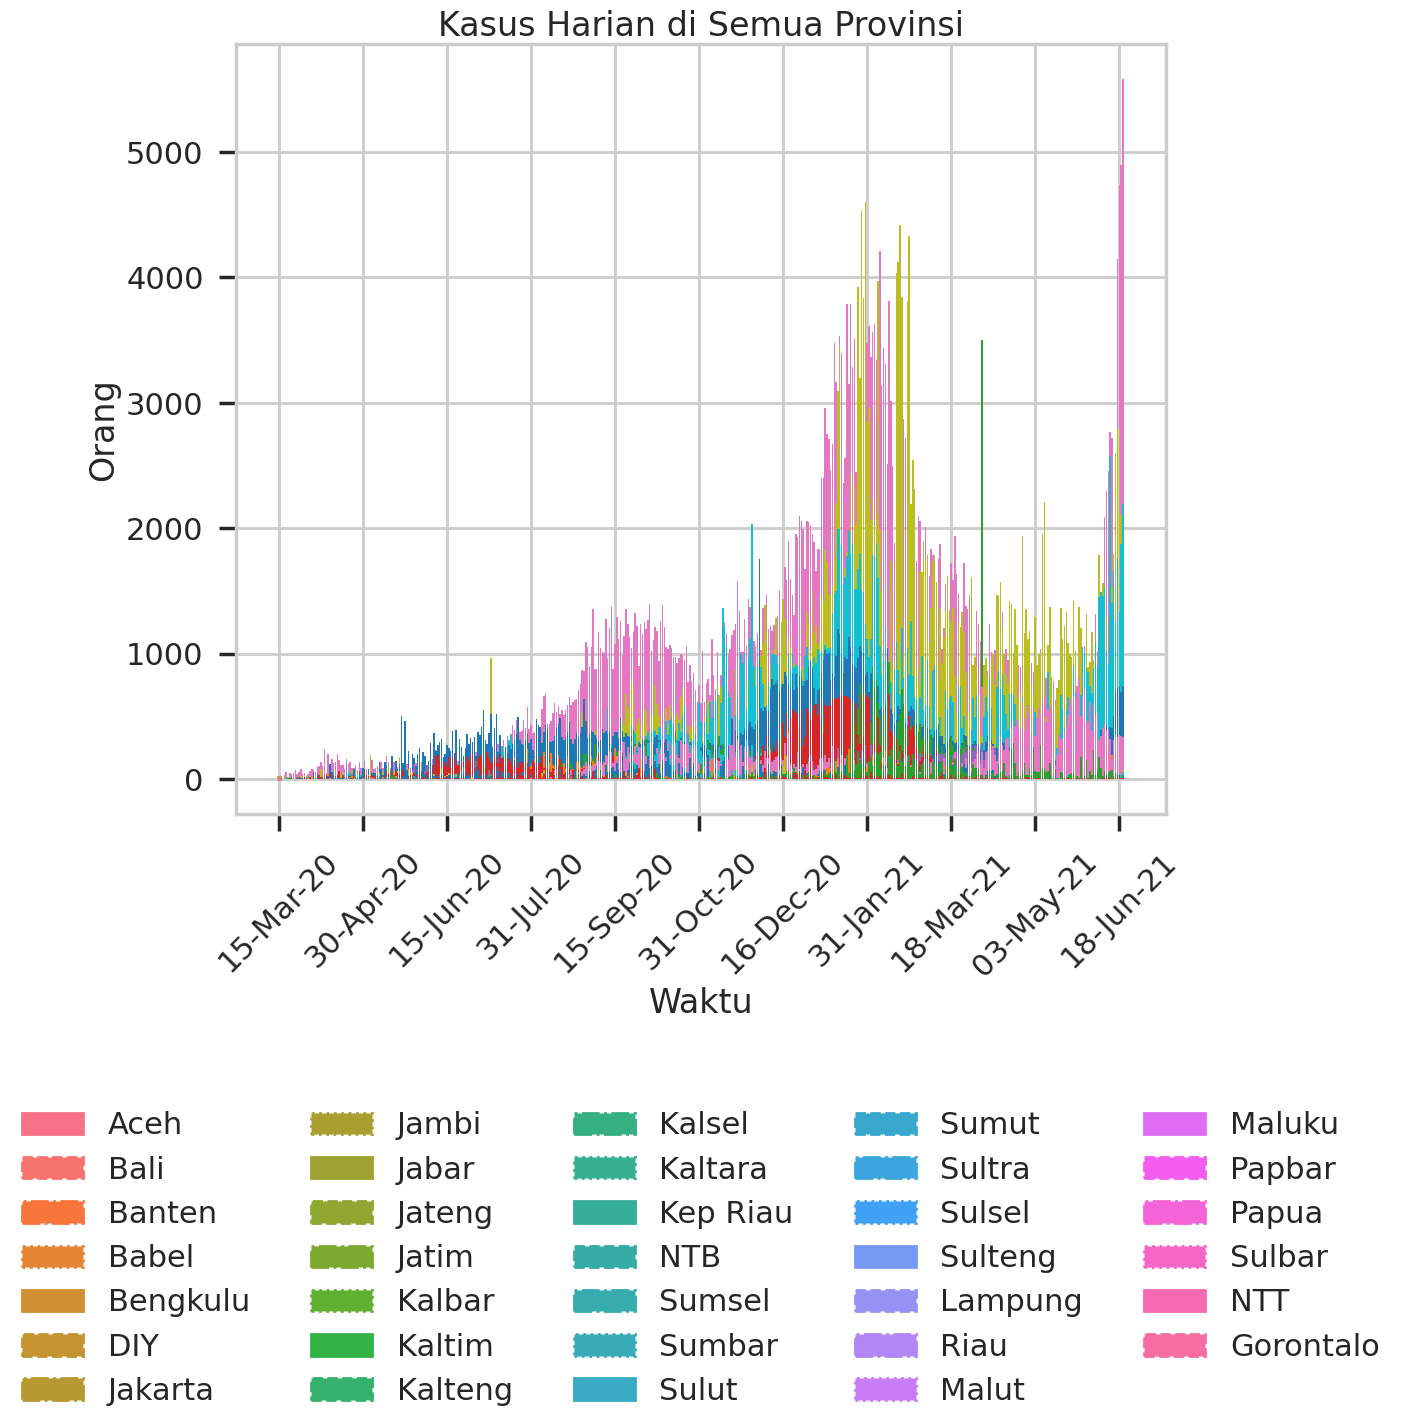 Kasus Harian di Semua Provinsi
5000
4000
3000
2000
1000
0
Orang
15-Mar-20
30-Apr-20
15-Jun-20
31-Jul-20
15-Sep-20
31-Oct-20
16-Dec-20
31-Jan-21
18-Mar-21
03-May-21
18-Jun-21
Waktu
Aceh
Bali
Banten
Babel
Bengkulu
DIY
Jakarta
Jambi
Jabar
Jateng
Jatim
Kalbar
Kaltim
Kalteng
Kalsel
Kaltara
Kep Riau
NTB
Sumsel
Sumbar
Sulut
Sumut
Sultra
Sulsel
Sulteng
Lampung
Riau
Malut
Maluku
Papbar
Papua
Sulbar
NTT
Gorontalo